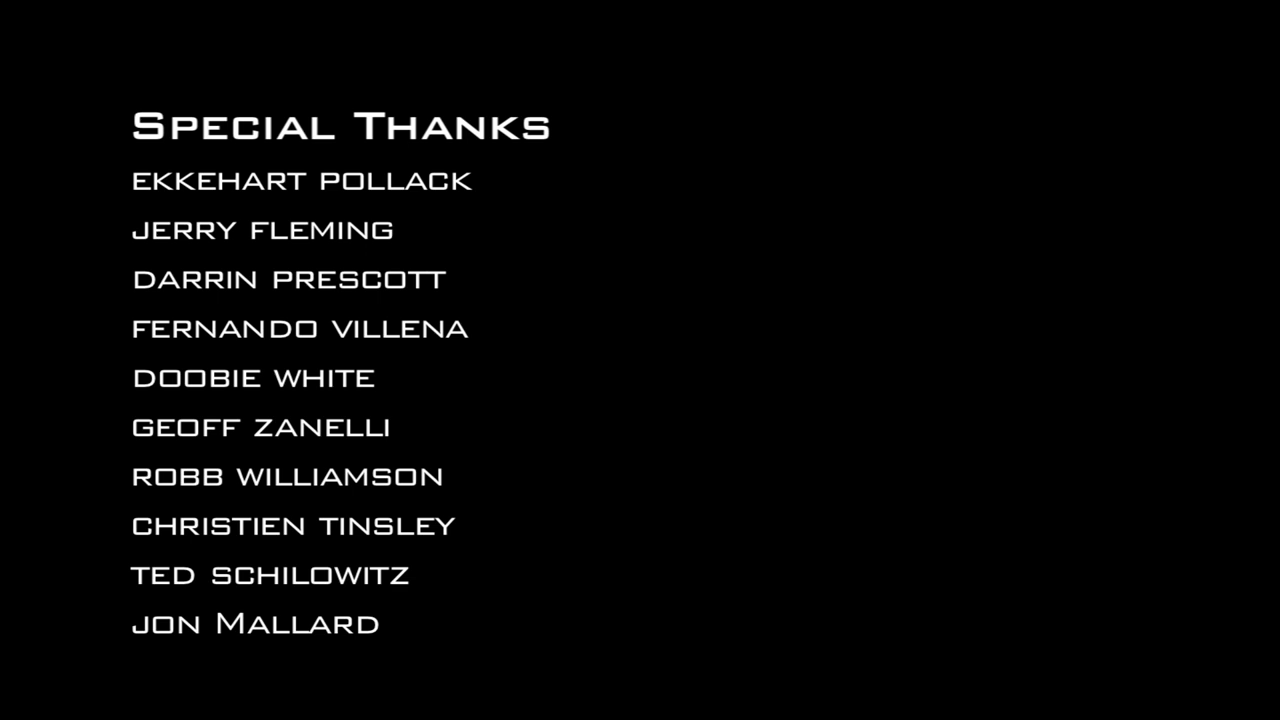 Special Thanks
EKKEHART POLLACK
JERRY FLEMING
DARRIN PRESCOTT
FERNANDO VILLENA
DOOBIE WHITE
GEOFF ZANELLI
ROBB WILLIAMSON
CHRISTIEN TINSLEY
TED SCHILOWITZ
JON MALLARD